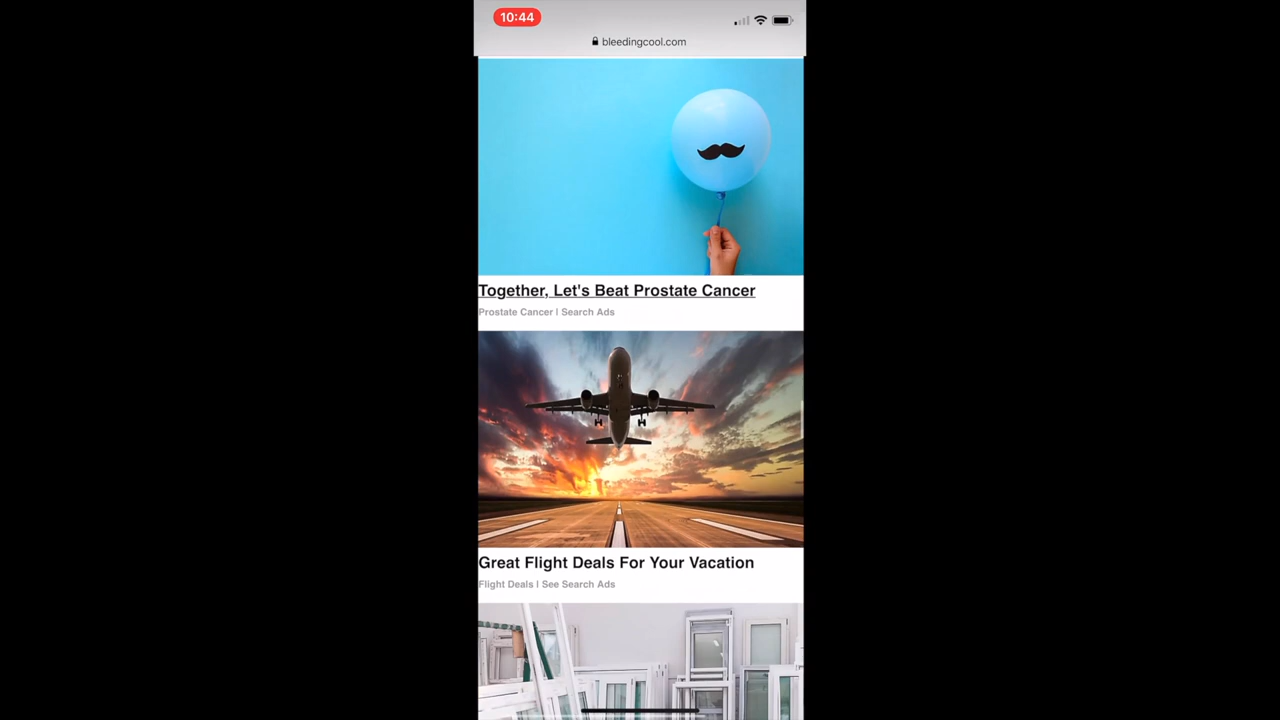 10:44
bleedingcool.com
Together, Let's Beat Prostate Cancer
Prostate Cancer | Search Ads
Great Flight Deals For Your Vacation
Flight Deals | See Search Ads